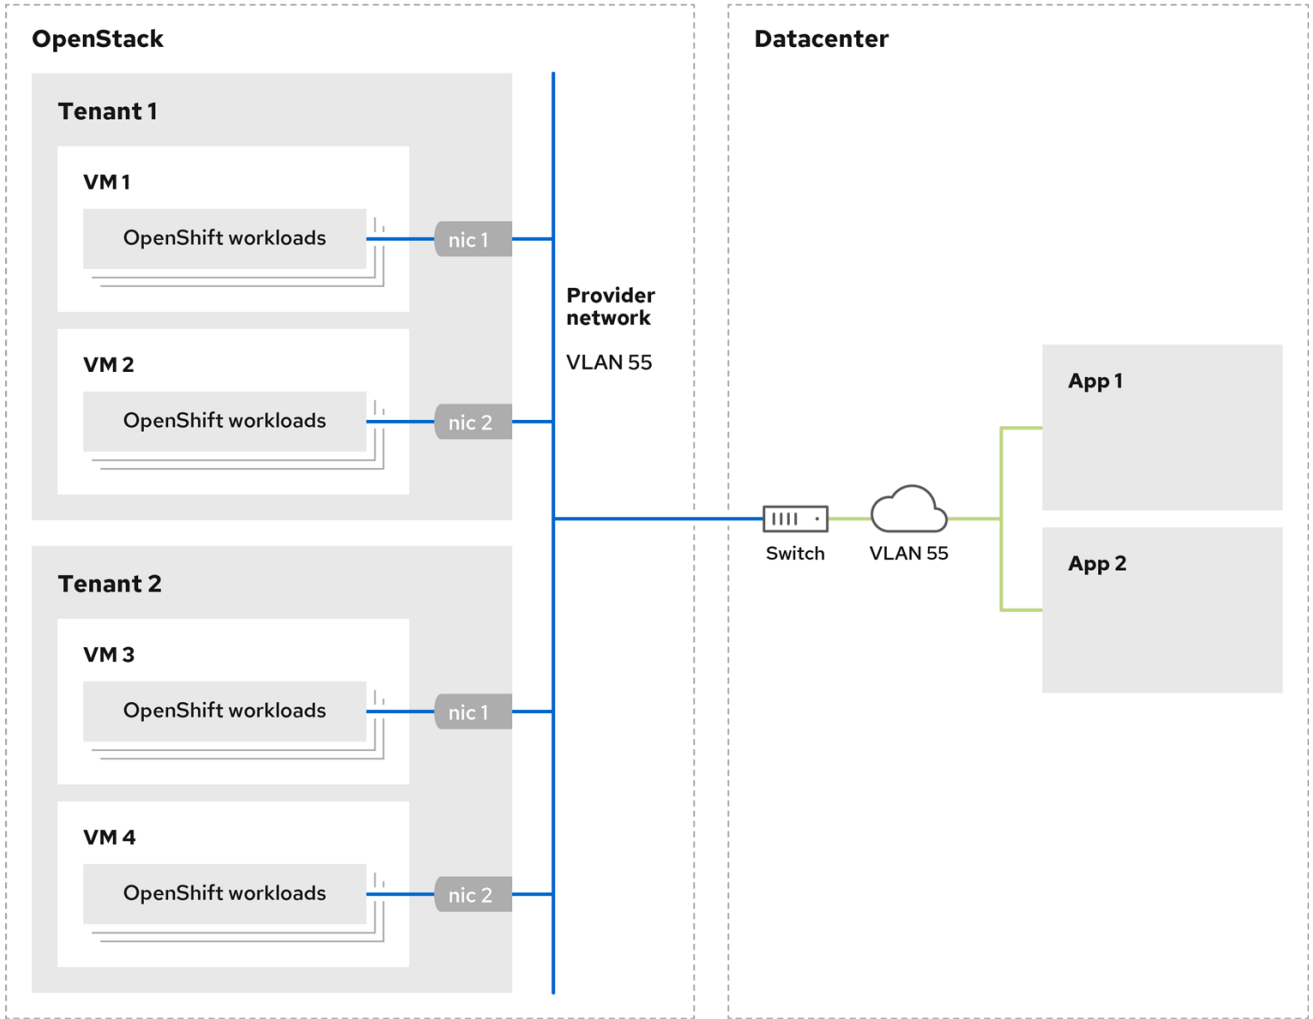 OpenStack
Tenant 1
VM 1
OpenShift workloads
nic 1
VM 2
OpenShift workloads
nic 2
Provider
network
VLAN 55
Tenant 2
VM 3
OpenShift workloads
nic 1
VM 4
OpenShift workloads
nic 2
Datacenter
Switch
VLAN 55
App 1
App 2